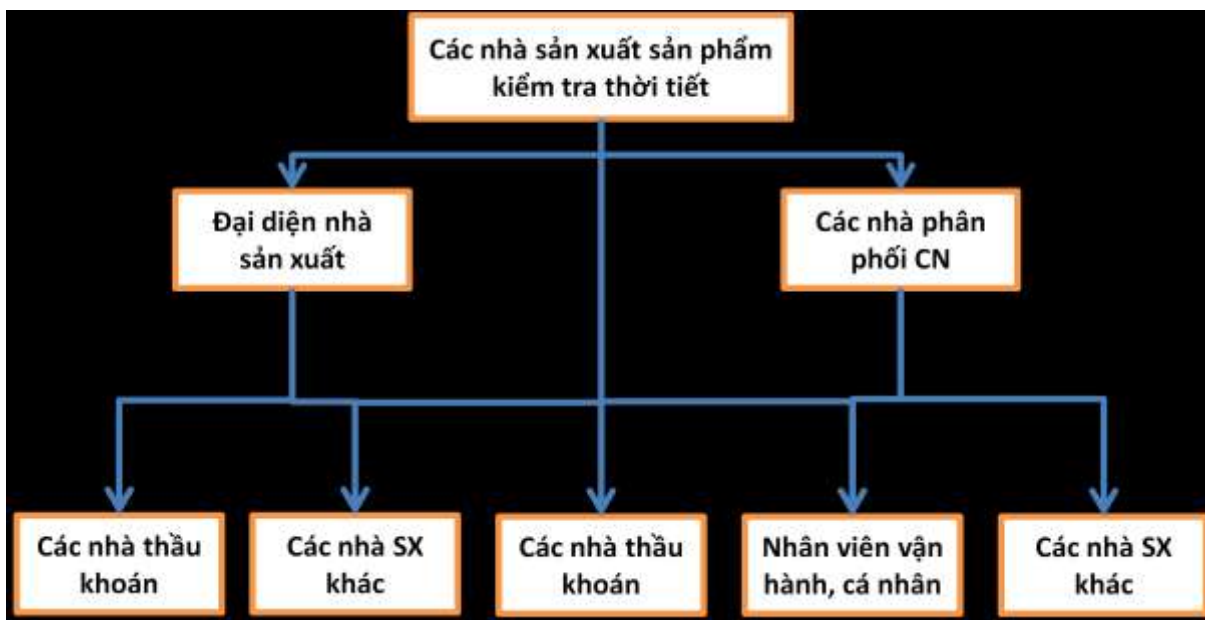 Các nhà sản xuất sản phẩm
kiểm tra thời tiết
Đại diện nhà
sản xuất
Các nhà phân
phối CN
Các nhà thầu
khoán
Các nhà SX
khác
Các nhà thầu
khoán
Nhân viên vận
hành, cá nhân
Các nhà SX
khác